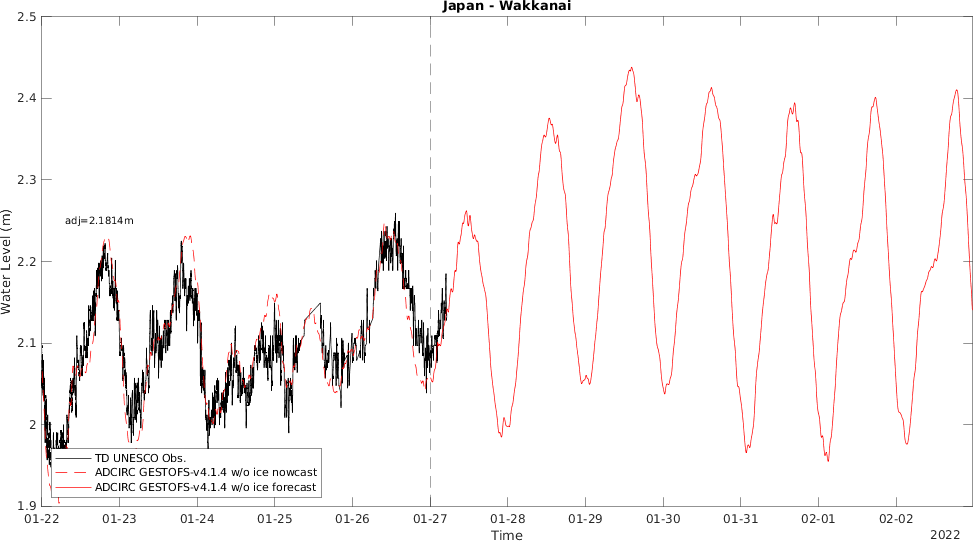 Japan - Wakkanai
2.5
2.4
2.3
2.2
2.1
2
1.9
Water Level (m)
adj=2.1814m
TD UNESCO Obs.
ADCIRC GESTOFS-v4.1.4 w/o ice nowcast
ADCIRC GESTOFS-v4.1.4 w/o ice forecast
01-22 01-23 01-24 01-25 01-26 01-27 01-28 01-29 01-30 01-31 02-01 02-02
Time
2022